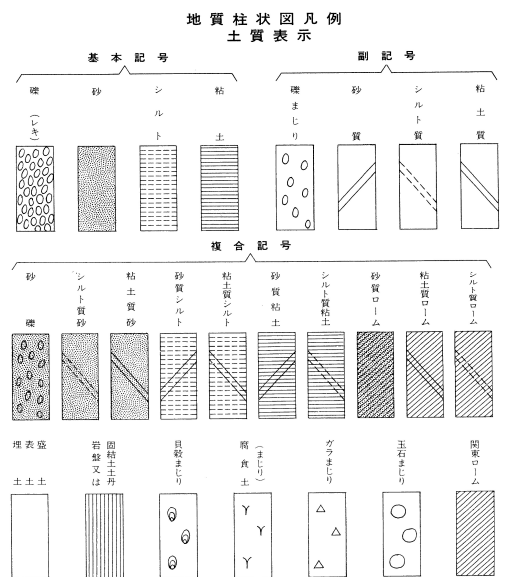 地質柱状図凡例
土質表示
基本記号
副記号
礫(レキ)
砂
シルト
粘土
礫まじり
砂質
シルト質
粘土質
複合記号
砂礫
シルト質砂
粘土質砂
砂質シルト
粘土質シルト
砂質粘土
シルト質粘土
砂質ローム
粘土質ローム
シルト質ローム
盛土
表土
埋土
固結土土丹
岩盤又は
貝殻まじり
(まじり)
腐食土
ガラまじり
玉石まじり
関東ローム